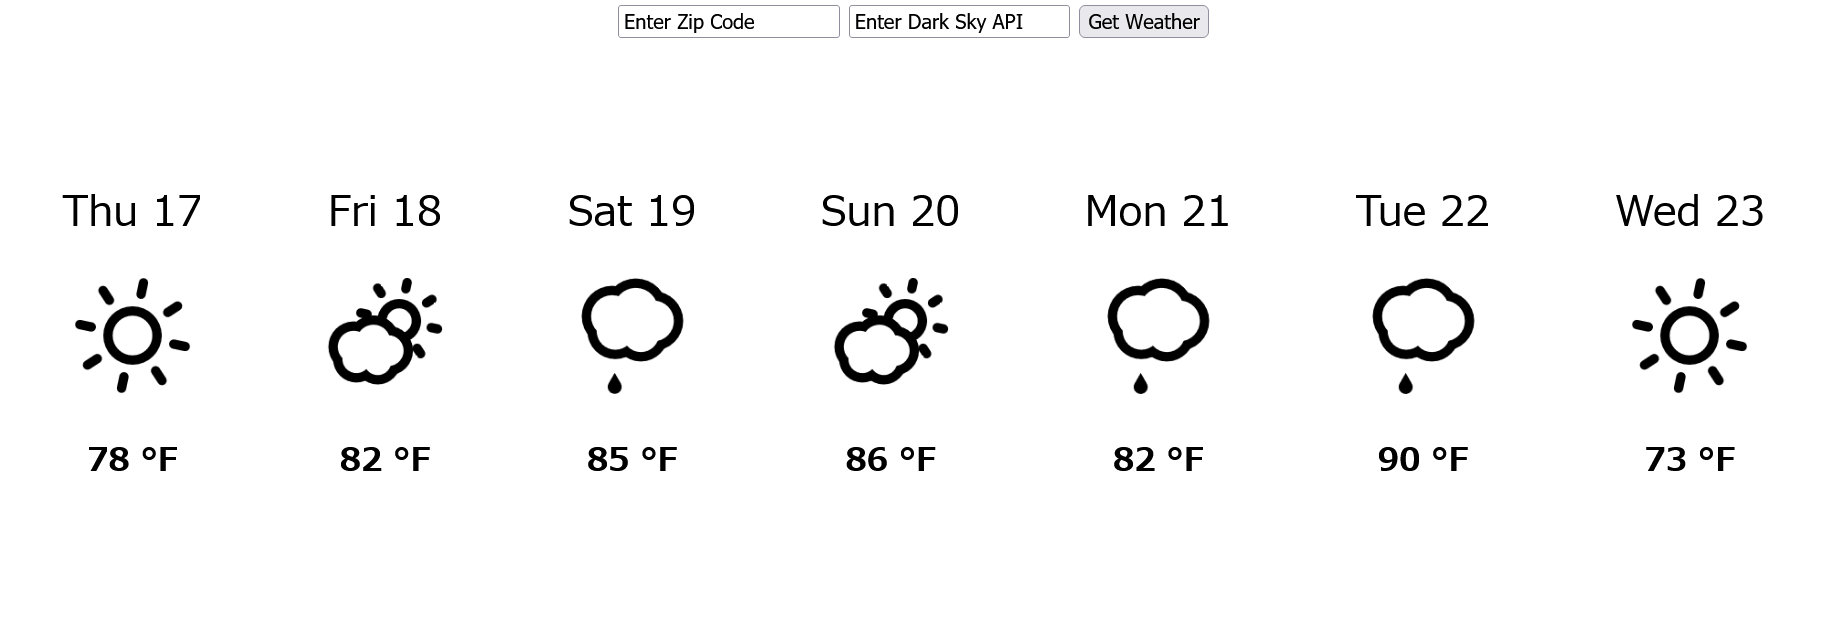 Enter Zip Code Enter Dark Sky API Get Weather
Thu 17 Fri 18 Sat 19 Sun 20 Mon 21 Tue 22 Wed 23
78 °F 82 °F 85 °F 86 °F 82 °F 90 °F 73 °F